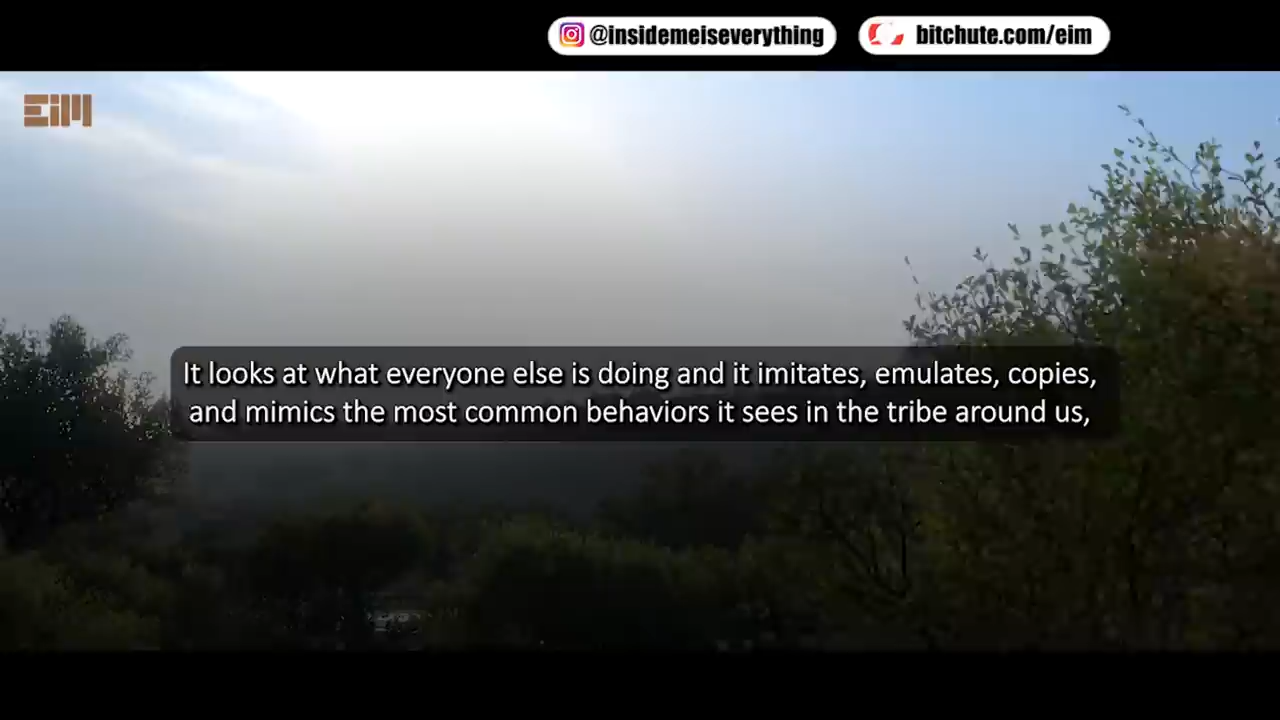 @insidemeiseverything
bitchute.com/eim
EiM
It looks at what everyone else is doing and it imitates, emulates, copies,
and mimics the most common behaviors it sees in the tribe around us,